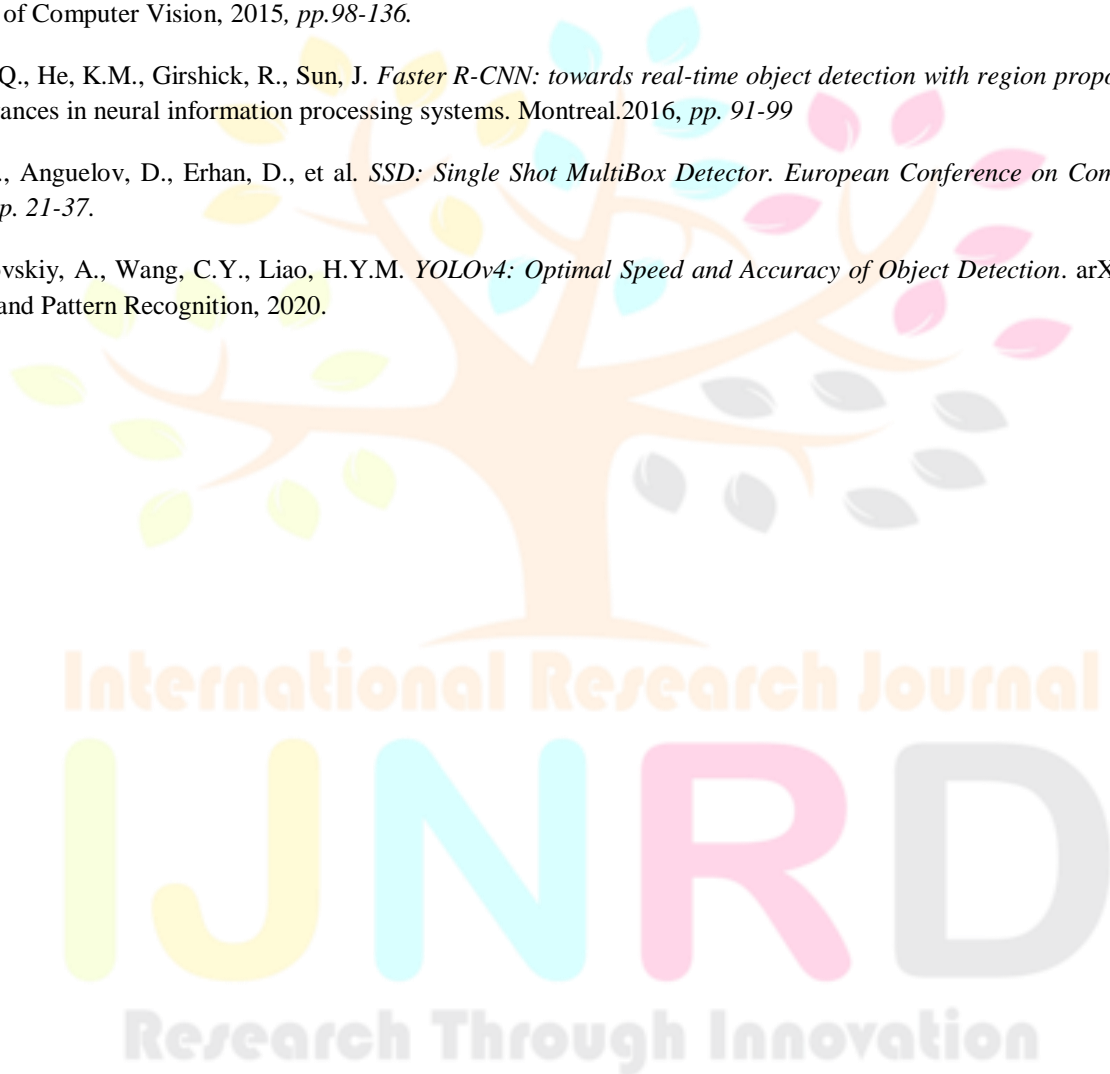 of Computer Vision, 2015, pp.98-136.
Q., He, K.M., Girshick, R., Sun, J. Faster R-CNN: towards real-time object detection with region propo
ances in neural information processing systems. Montreal.2016, pp. 91-99
., Anguelov, D., Erhan, D., et al. SSD: Single Shot MultiBox Detector. European Conference on Com
p. 21-37.
ovskiy, A., Wang, C.Y., Liao, H.Y.M. YOLOv4: Optimal Speed and Accuracy of Object Detection. arX
and Pattern Recognition, 2020.
International Research Journal
IJNRD
Research Through Innovation